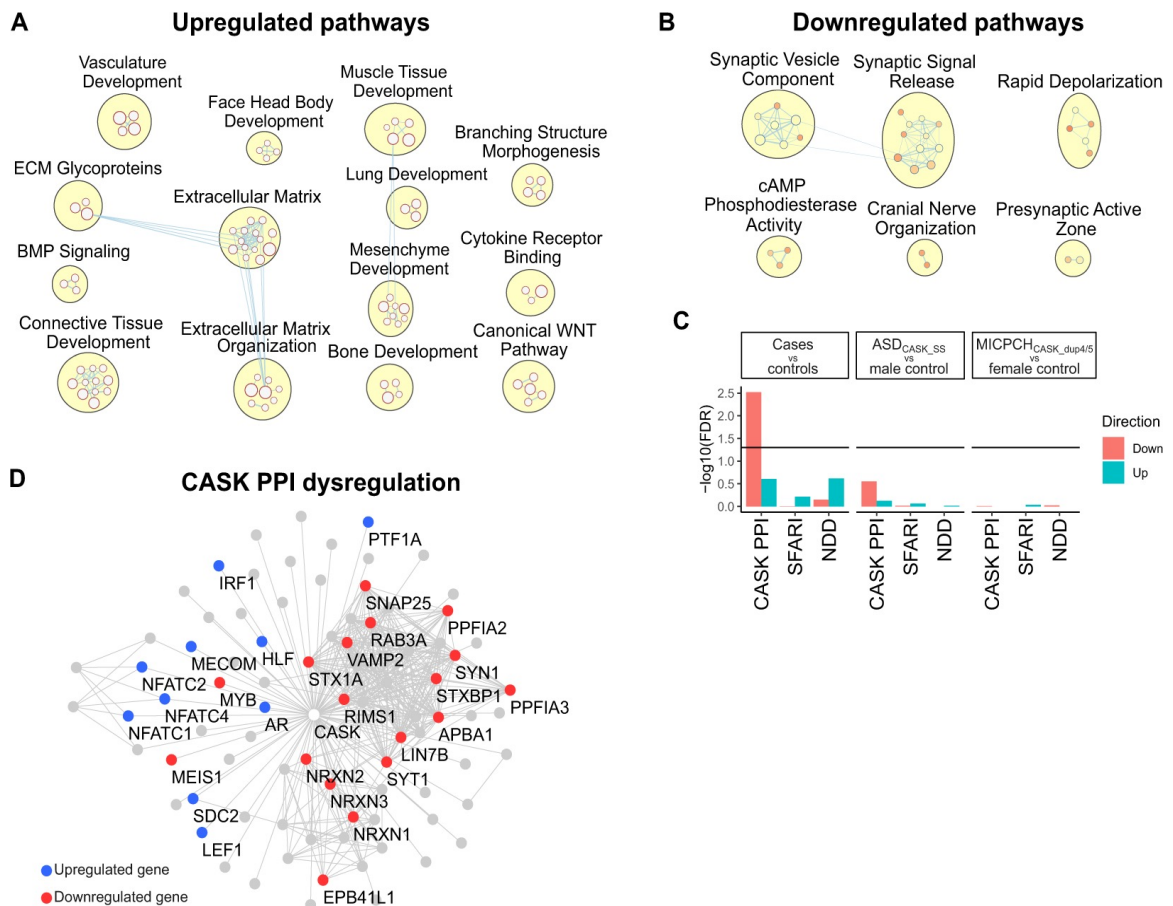 A
Upregulated pathways
Vasculature
Development
Face Head Body
Development
Muscle Tissue
Development
Branching Structure
Morphogenesis
ECM Glycoproteins
Extracellular Matrix
Lung Development
BMP Signaling
Mesenchyme
Development
Cytokine Receptor
Binding
Connective Tissue
Development
Extracellular Matrix
Organization
Bone Development
Canonical WNT
Pathway
B
Downregulated pathways
Synaptic Vesicle
Component
Synaptic Signal
Release
Rapid Depolarization
cAMP
Phosphodiesterase
Activity
Cranial Nerve
Organization
Presynaptic Active
Zone
C
Cases
vs
controls
ASDCASK_SS
vs
male control
MICPCHCASK_dup4/5
vs
female control
−log10(FDR)
2.5
2.0
1.5
1.0
0.5
0.0
CASK PPI
SFARI
NDD
CASK PPI
SFARI
NDD
CASK PPI
SFARI
NDD
Direction
Down
Up
D
CASK PPI dysregulation
PTF1A
IRF1
SNAP25
PPFIA2
RAB3A
HLF
VAMP2
MECOM
SYN1
STX1A
NFATC2
STXBP1
MYB
PPFIA3
NFATC4
RIMS1
AR
APBA1
NFATC1
CASK
LIN7B
MEIS1
NRXN2
SYT1
NRXN3
SDC2
NRXN1
LEF1
EPB41L1
Upregulated gene
Downregulated gene